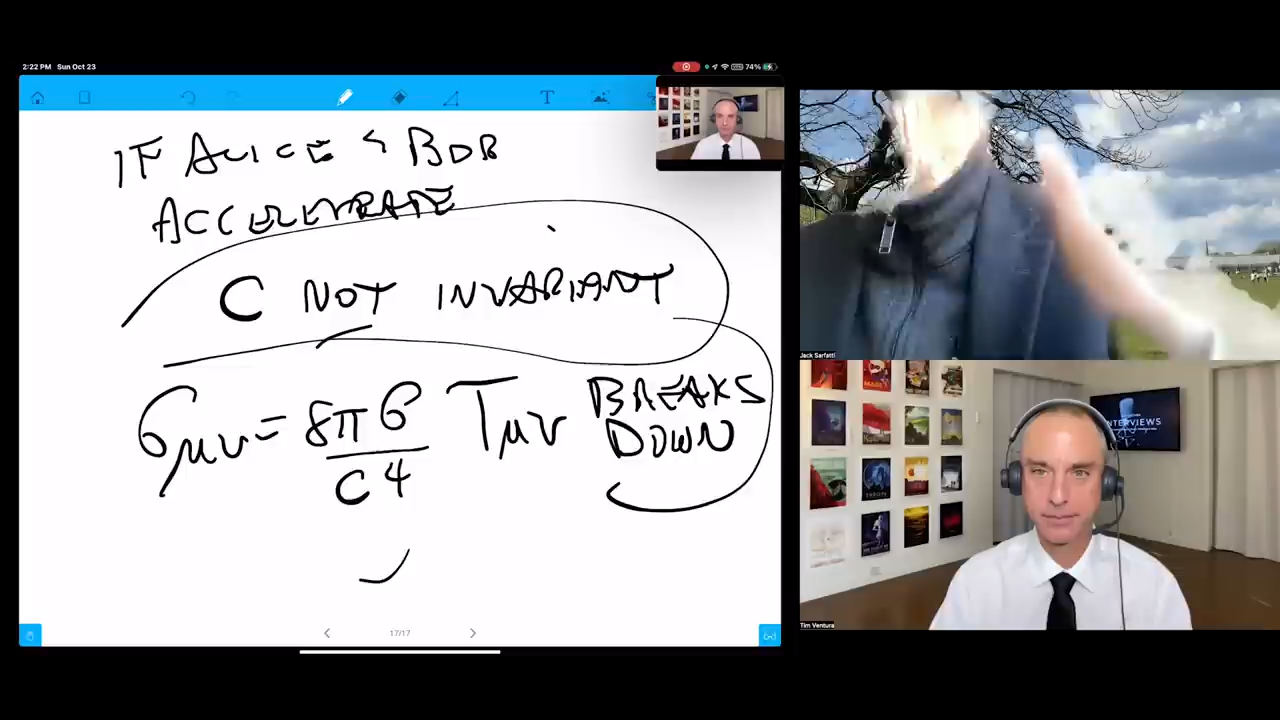 2:22 PM Sun Oct 23
74%
T
IF ALICE & BOB
ACCELERATE
C NOT INVARIANT
Gμν = 8πG Tμν BREAKS
C4 DOWN
17/17
Jack Sarfatti
INTERVIEWS
Tim Ventura